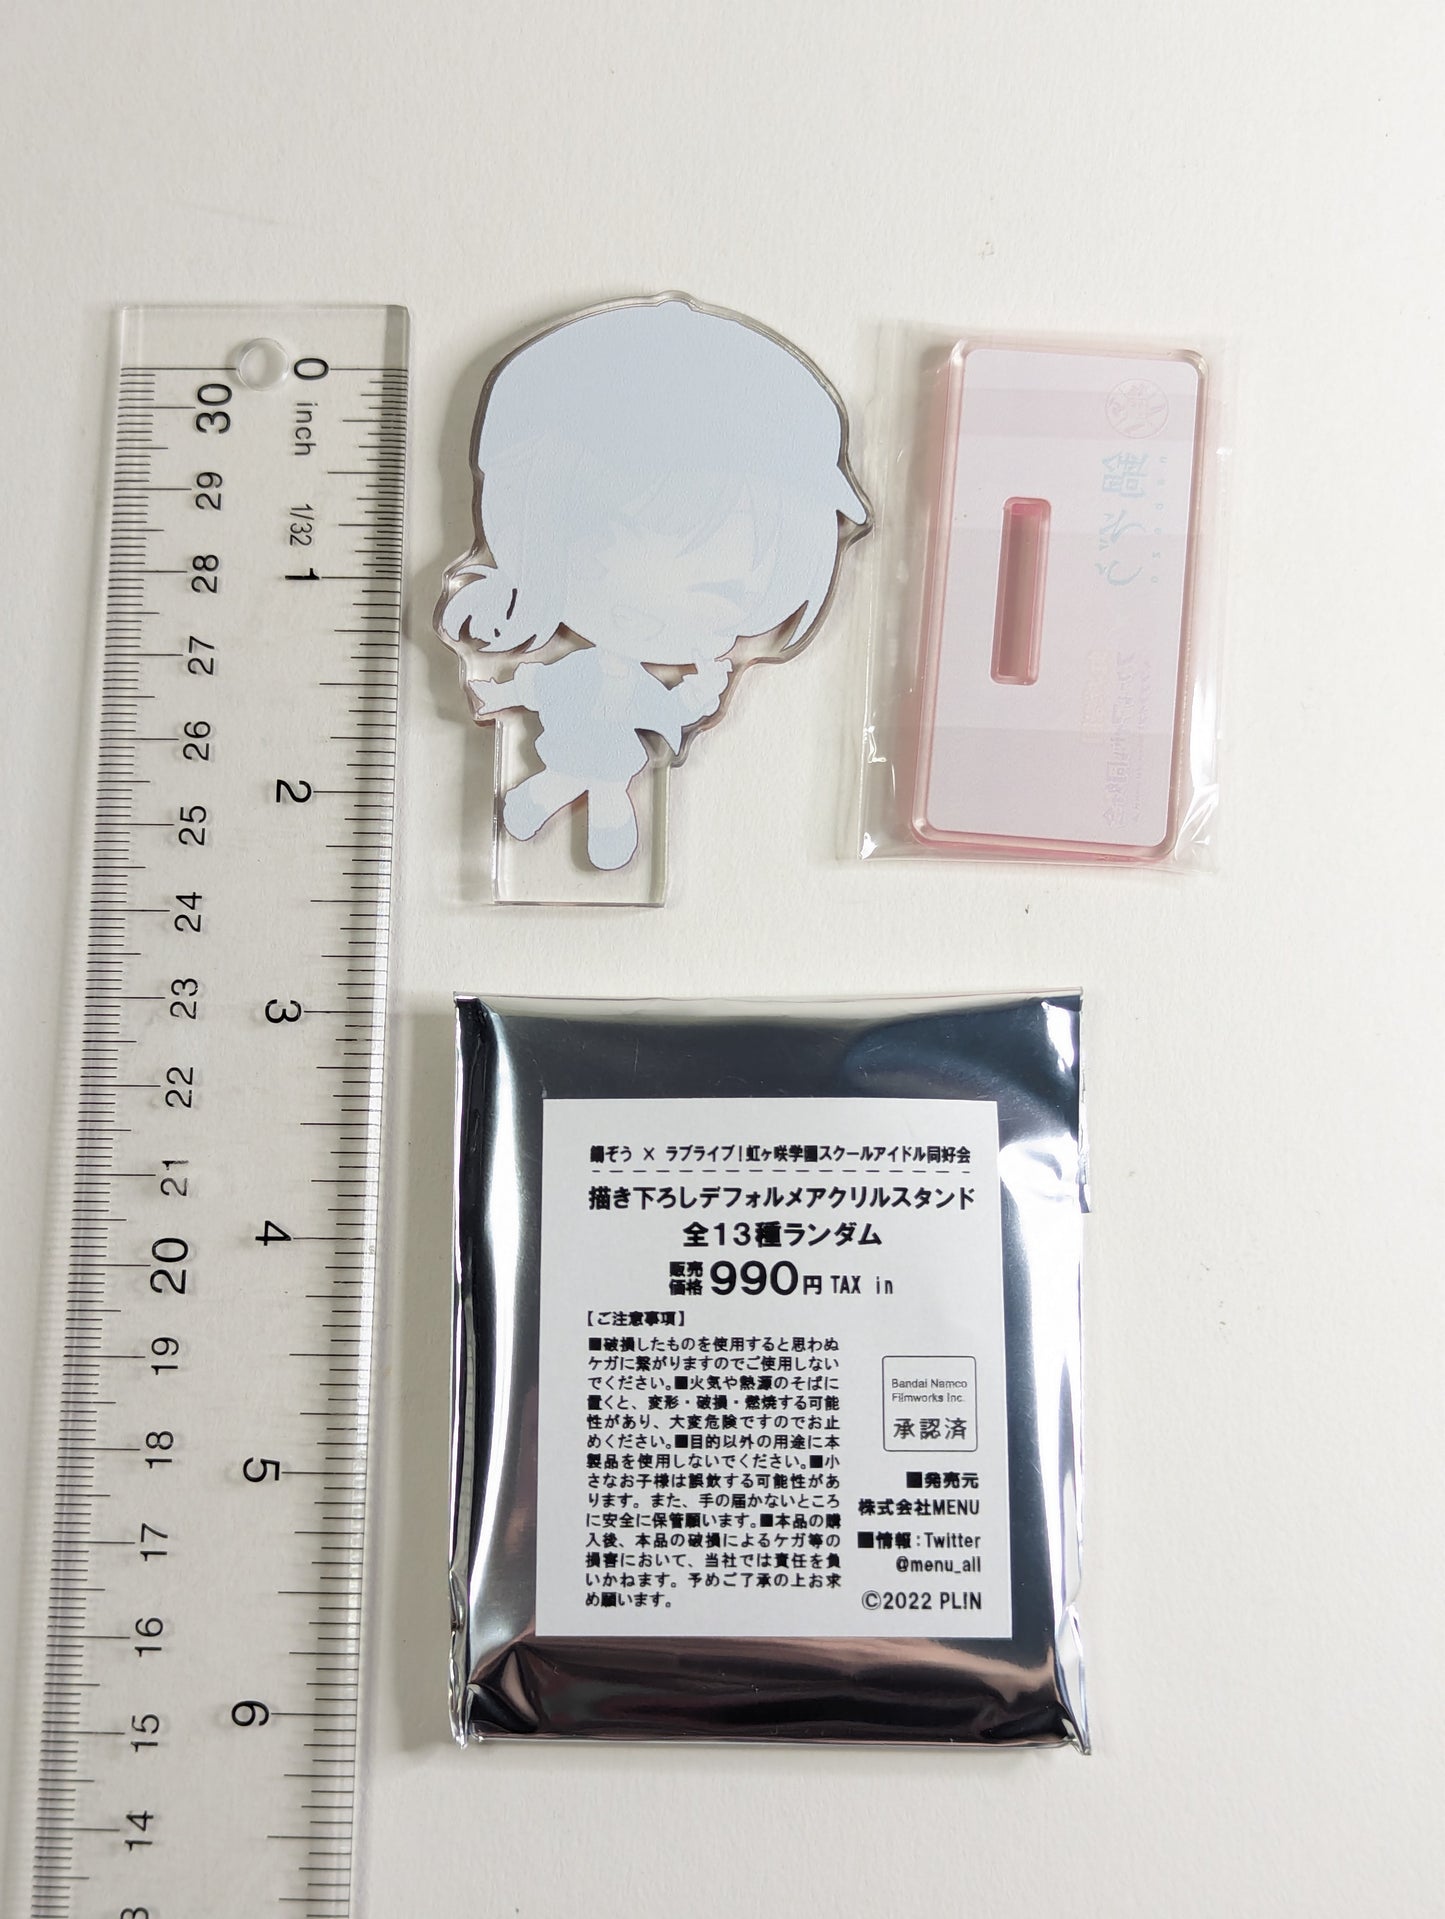 0
inch
1/32
1
2
3
4
5
6
30
29
28
27
26
25
24
23
22
21
20
19
18
17
16
15
14
鍋ぞう
鍋ぞう × ラブライブ!虹ヶ咲学園スクールアイドル同好会
描き下ろしデフォルメアクリルスタンド
全13種ランダム
販売
価格 990円 TAX in
【ご注意事項】
■破損したものを使用すると思わぬ
ケガに繋がりますのでご使用しない
でください。■火気や熱源のそばに
置くと、変形・破損・燃焼する可能
性があり、大変危険ですのでお止
めください。■目的以外の用途に本
製品を使用しないでください。■小
さなお子様は誤飲する可能性があ
ります。また、手の届かないところ
に安全に保管願います。■本品の購
入後、本品の破損によるケガ等の
損害において、当社では責任を負
いかねます。予めご了承の上お求
め願います。
Bandai Namco
Filmworks Inc.
承認済
■発売元
株式会社MENU
■情報:Twitter
@menu_all
©2022 PL!N